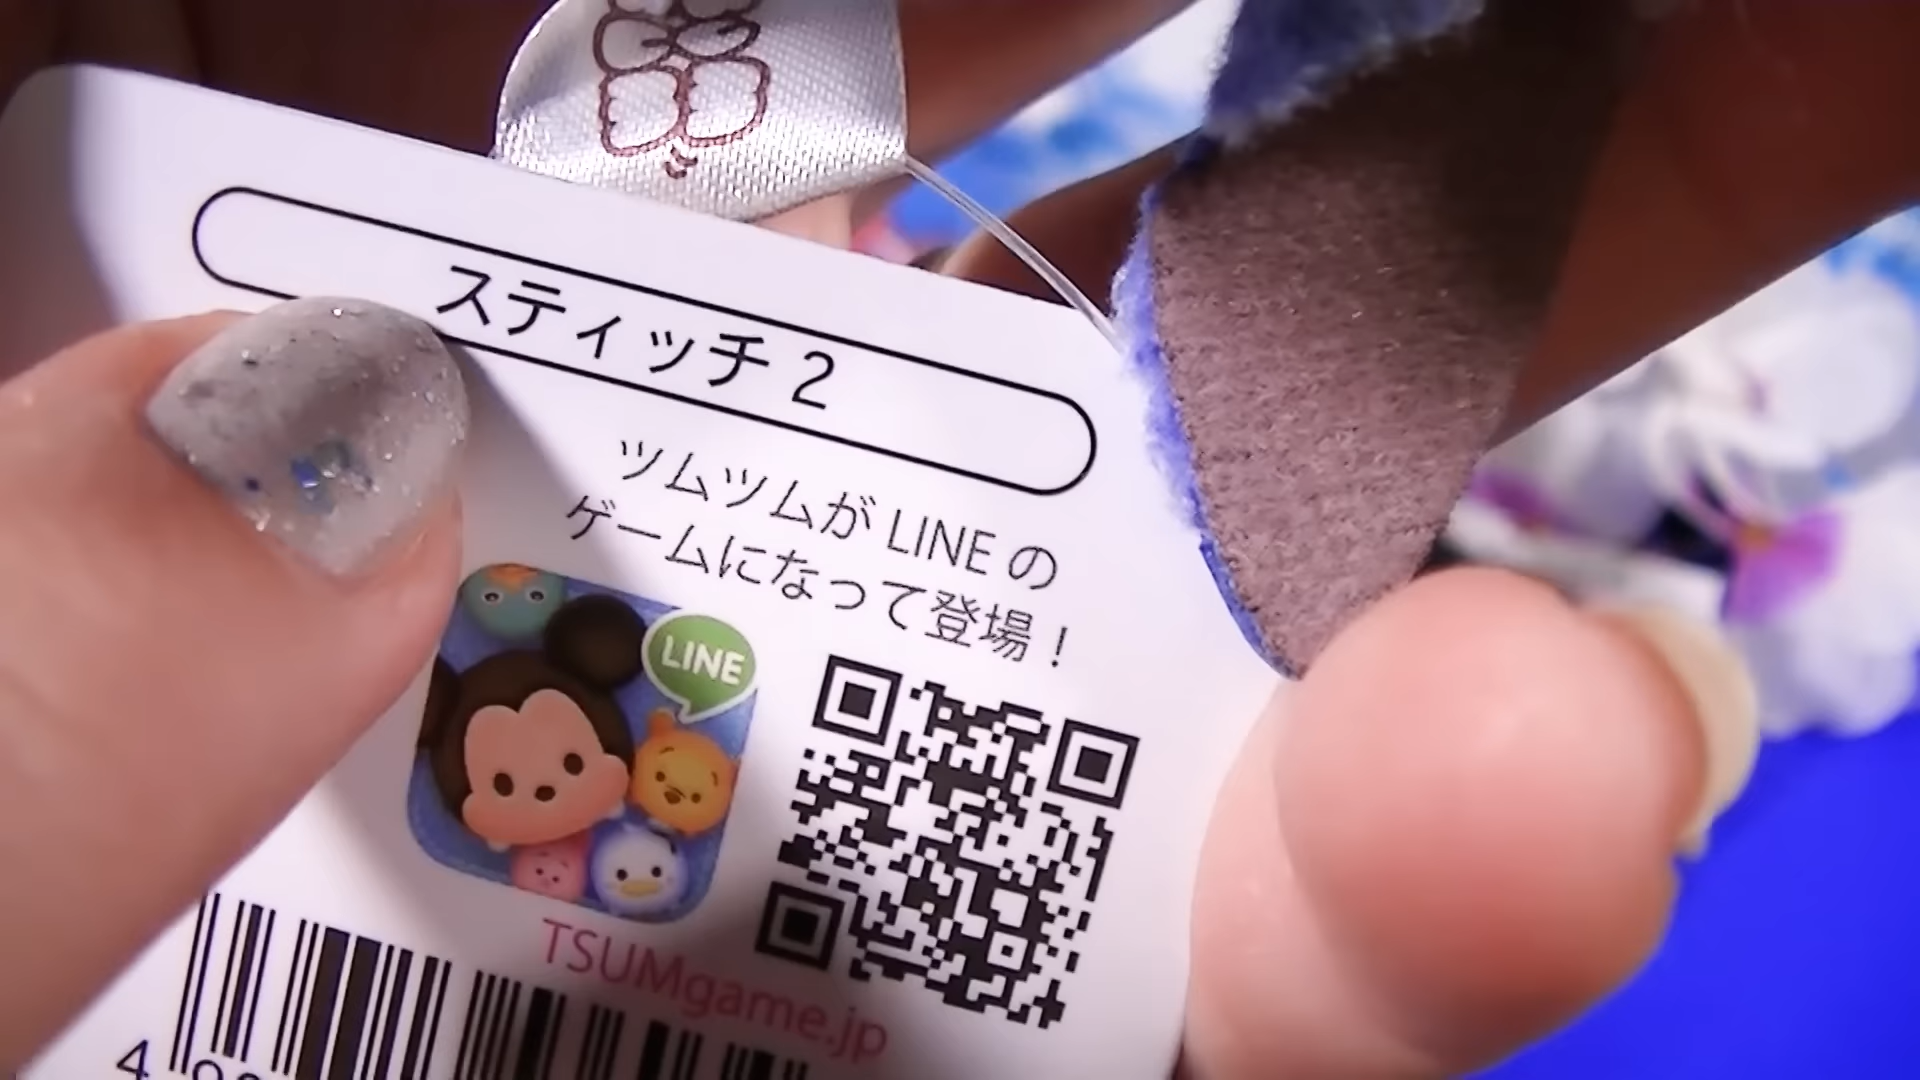 スティッチ 2
ツムツムが LINE の
ゲームになって登場！
LINE
TSUMgame.jp
4